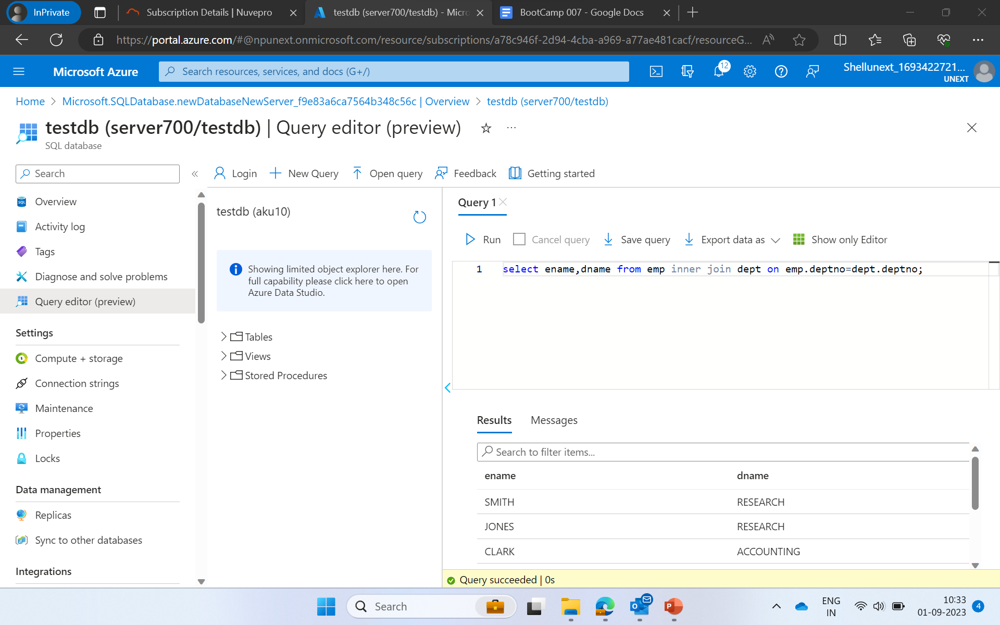 InPrivate
Subscription Details | Nuvepro
testdb (server700/testdb) - Micro
BootCamp 007 - Google Docs
https://portal.azure.com/#@npunext.onmicrosoft.com/resource/subscriptions/a78c946f-2d94-4cba-a969-a77ae481cacf/resourceG...
Microsoft Azure
Search resources, services, and docs (G+/)
12
Shellunext_1693422721...
UNEXT
Home > Microsoft.SQLDatabase.newDatabaseNewServer_f9e83a6ca7564b348c56c | Overview > testdb (server700/testdb)
testdb (server700/testdb) | Query editor (preview)
SQL database
Search
Login
New Query
Open query
Feedback
Getting started
Overview
Activity log
Tags
Diagnose and solve problems
Query editor (preview)
Settings
Compute + storage
Connection strings
Maintenance
Properties
Locks
Data management
Replicas
Sync to other databases
Integrations
testdb (aku10)
Showing limited object explorer here. For
full capability please click here to open
Azure Data Studio.
Tables
Views
Stored Procedures
Query 1
Run
Cancel query
Save query
Export data as
Show only Editor
1 select ename,dname from emp inner join dept on emp.deptno=dept.deptno;
Results
Messages
Search to filter items...
ename dname
SMITH RESEARCH
JONES RESEARCH
CLARK ACCOUNTING
Query succeeded | 0s
Search
ENG
IN
10:33
01-09-2023
4